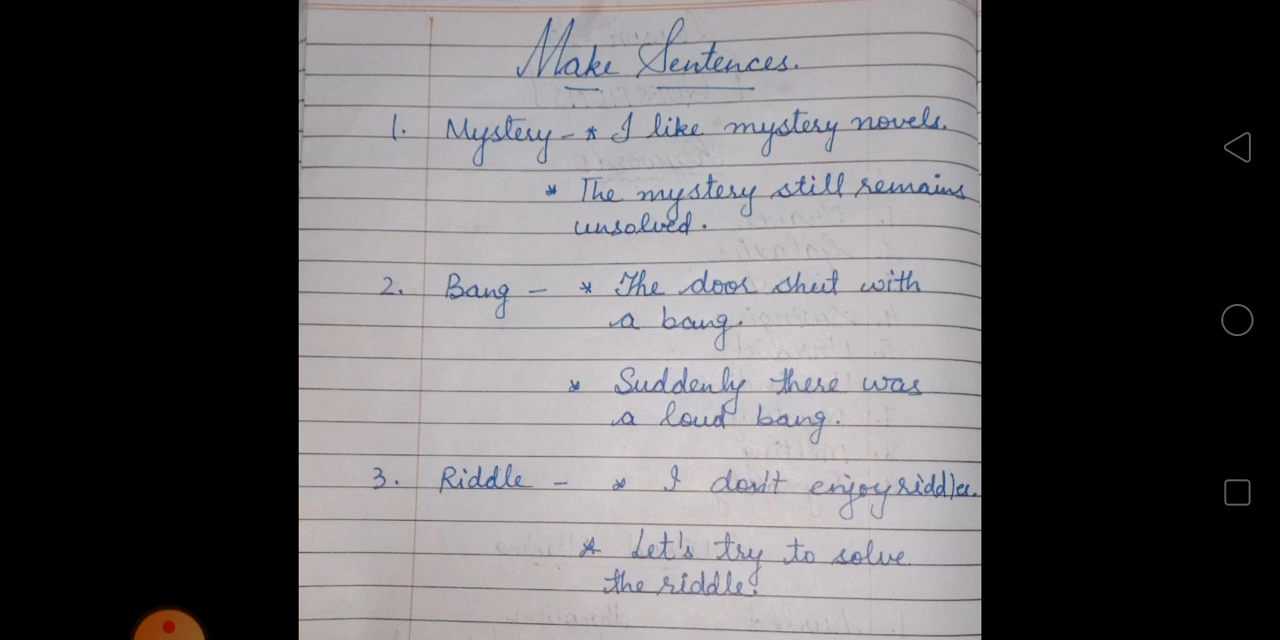 Make Sentences.
1. Mystery - * I like mystery novels.
* The mystery still remains
unsolved.
2. Bang - * The door shut with
a bang.
* Suddenly there was
a loud bang.
3. Riddle - * I don't enjoy riddles.
* Let's try to solve
the riddle.